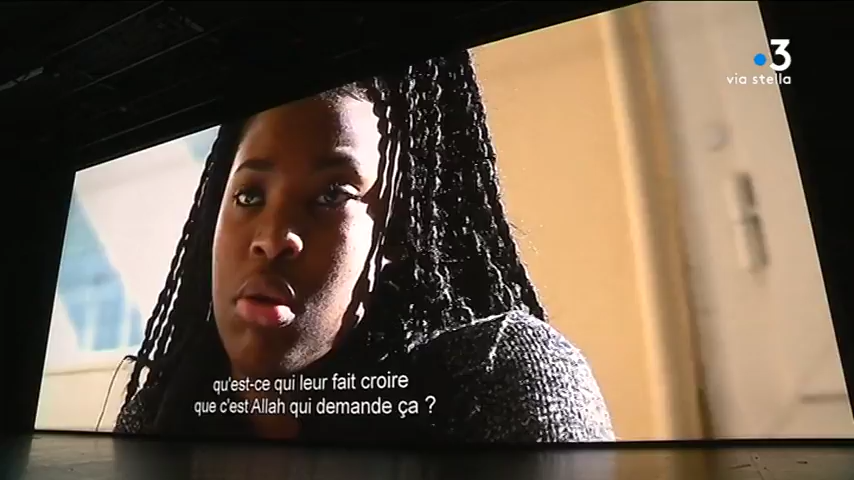 3
via stella
qu'est-ce qui leur fait croire
que c'est Allah qui demande ça ?